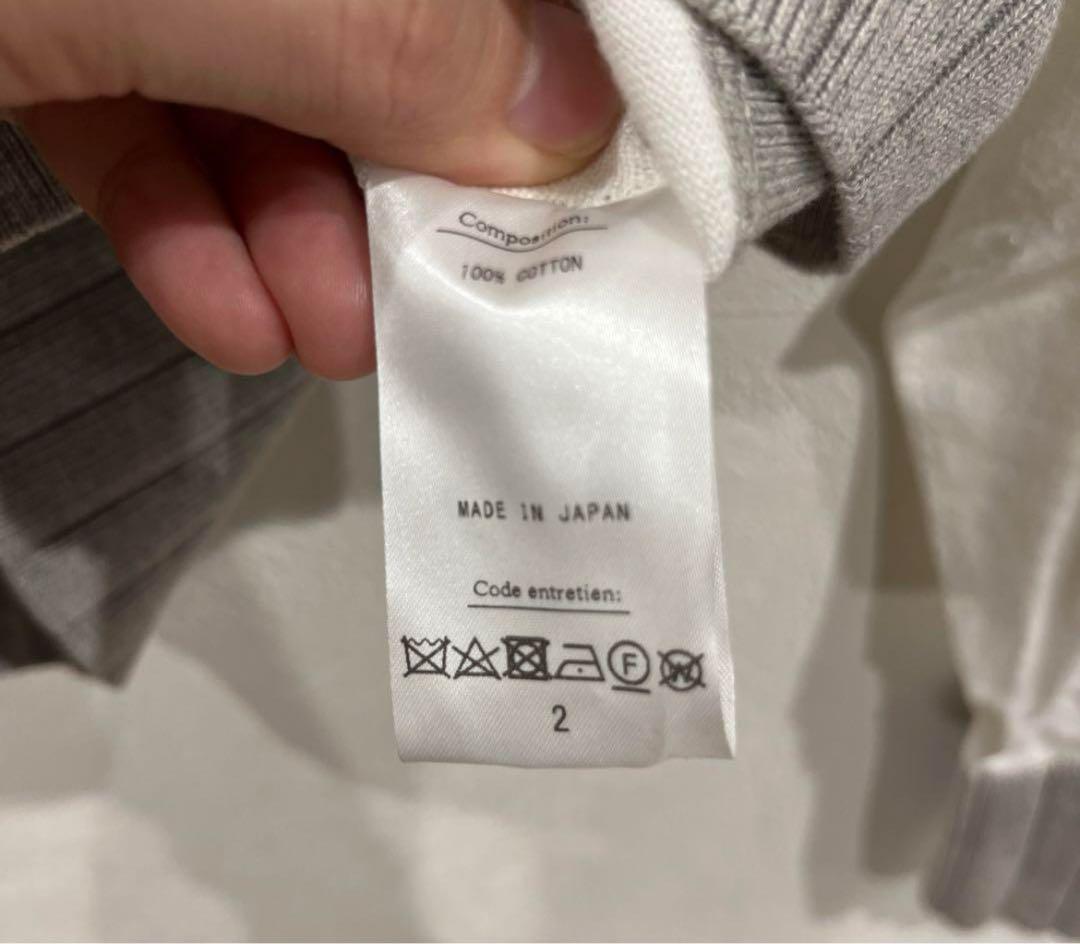 Composition:
100% COTTON
MADE IN JAPAN
Code entretien:
F W
2